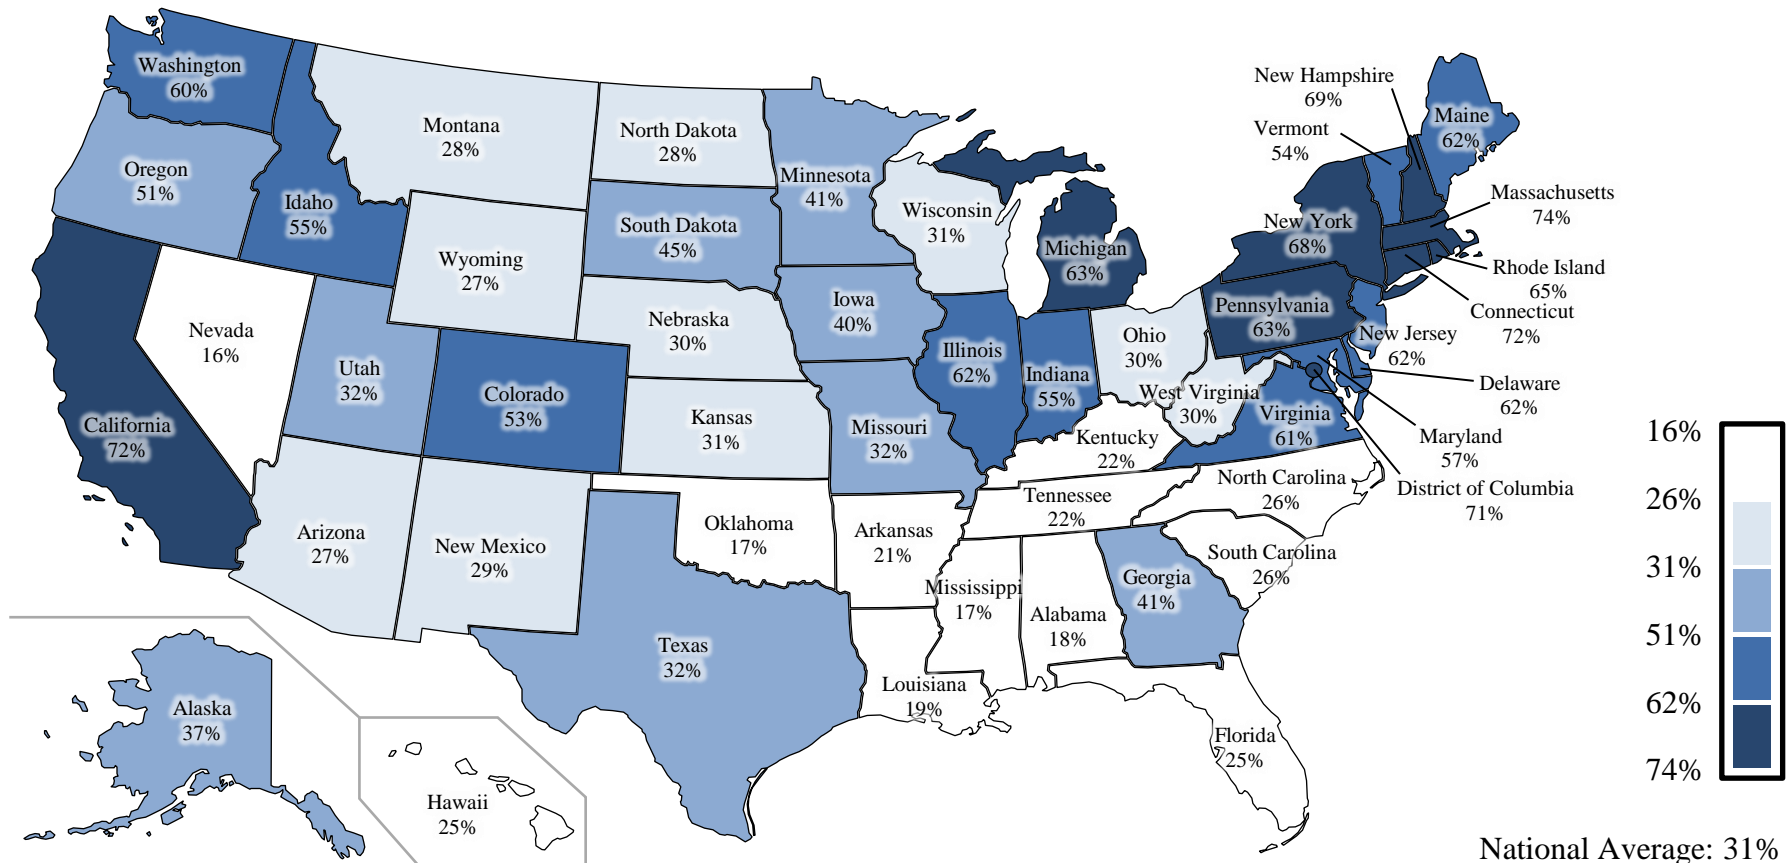 Washington
60%
Oregon
51%
California
72%
Idaho
55%
Nevada
16%
Montana
28%
Wyoming
27%
Utah
32%
Colorado
53%
Arizona
27%
New Mexico
29%
North Dakota
28%
South Dakota
45%
Nebraska
30%
Kansas
31%
Oklahoma
17%
Texas
32%
Minnesota
41%
Iowa
40%
Missouri
32%
Arkansas
21%
Louisiana
19%
Wisconsin
31%
Illinois
62%
Michigan
63%
Indiana
55%
Ohio
30%
Kentucky
22%
Tennessee
22%
Mississippi
17%
Alabama
18%
Georgia
41%
Florida
25%
South Carolina
26%
North Carolina
26%
West Virginia
30%
Virginia
61%
Pennsylvania
63%
New York
68%
Vermont
54%
New Hampshire
69%
Maine
62%
Massachusetts
74%
Rhode Island
65%
Connecticut
72%
New Jersey
62%
Delaware
62%
Maryland
57%
District of Columbia
71%
Alaska
37%
Hawaii
25%
16%
26%
31%
51%
62%
74%
National Average: 31%